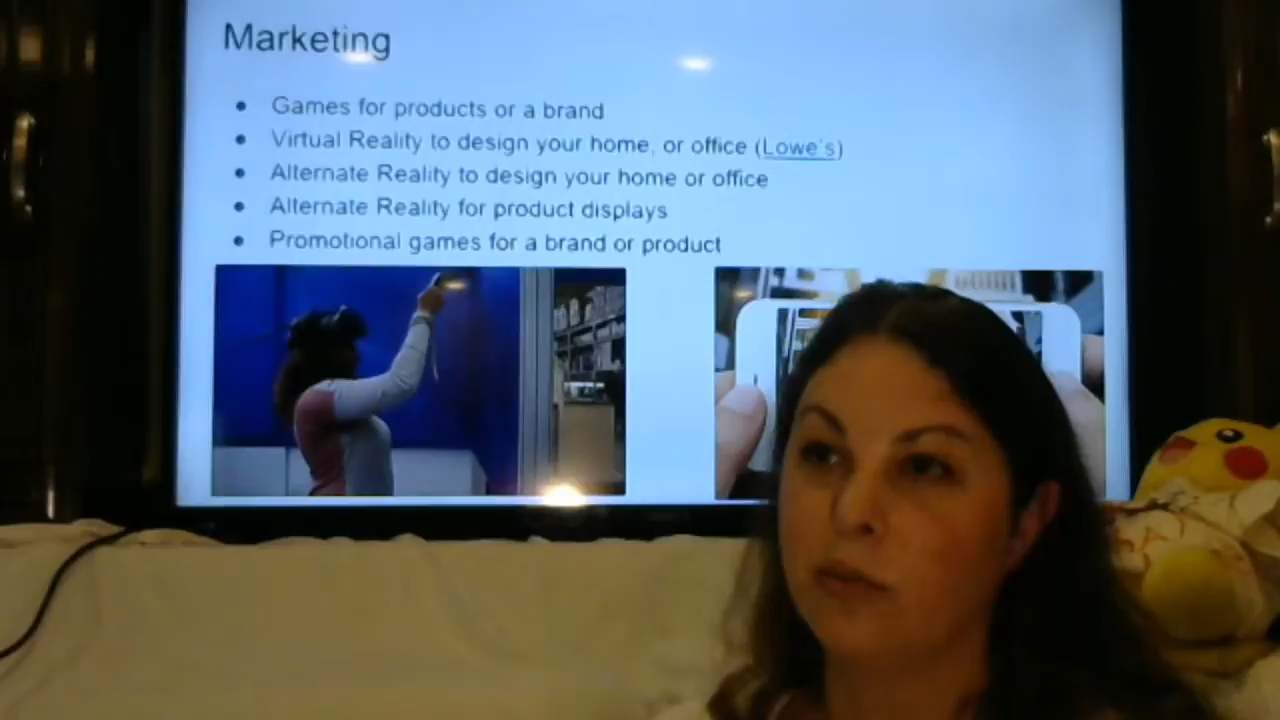 Marketing
Games for products or a brand
Virtual Reality to design your home, or office (Lowe's)
Alternate Reality to design your home or office
Alternate Reality for product displays
Promotional games for a brand or product